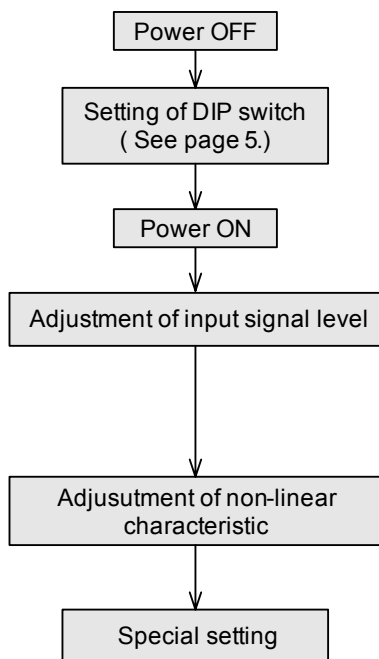 Power OFF
Setting of DIP switch
( See page 5.)
Power ON
Adjustment of input signal level
Adjusutment of non-linear
characteristic
Special setting